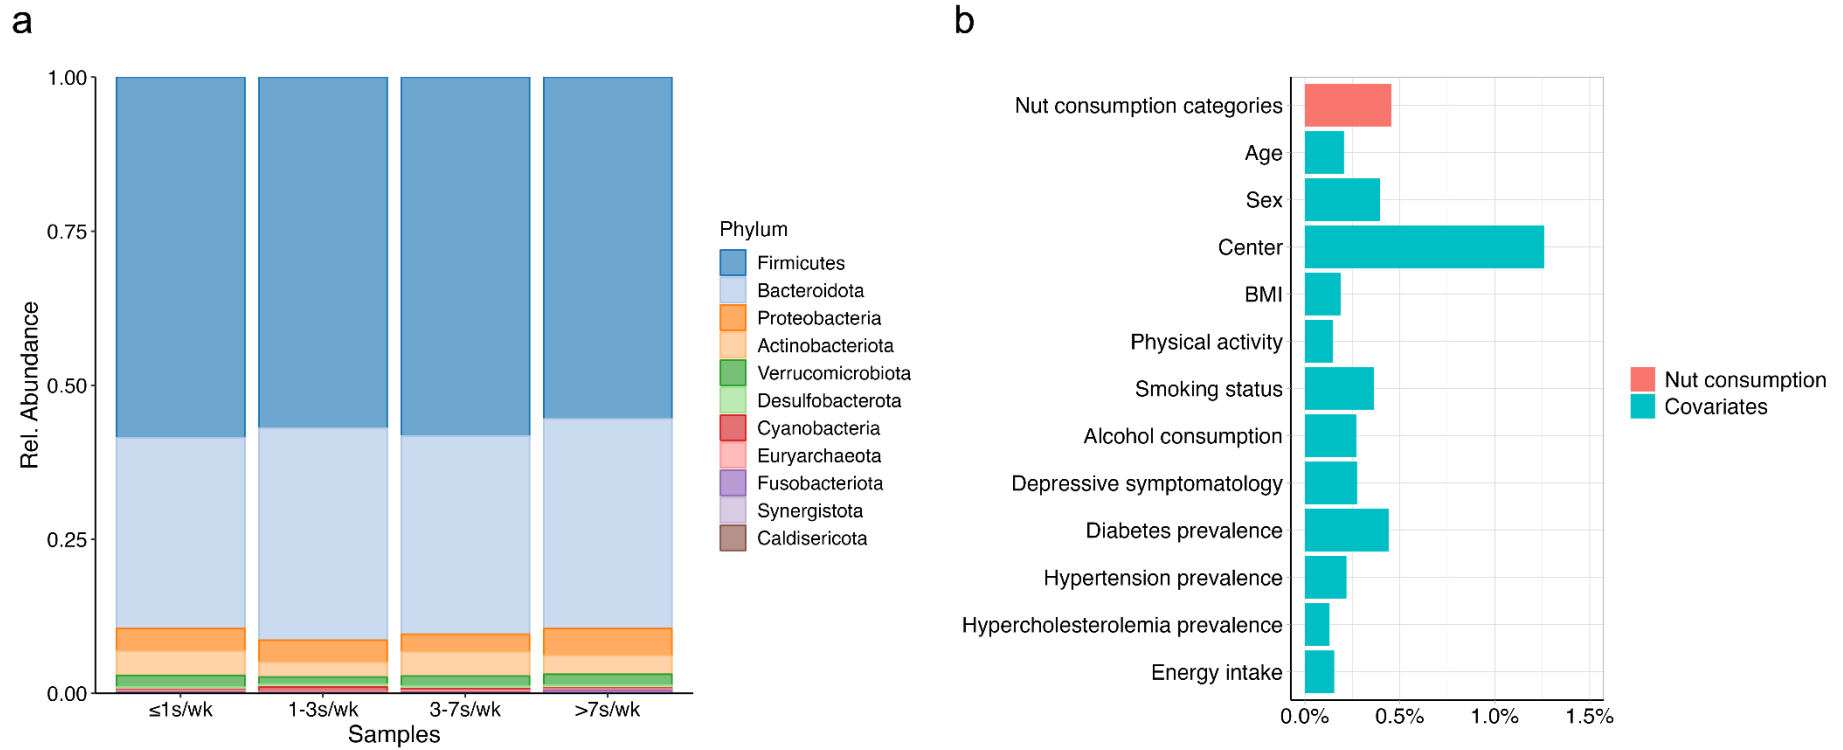 a
1.00
0.75
0.50
0.25
0.00
Rel. Abundance
≤1s/wk
1-3s/wk
3-7s/wk
>7s/wk
Samples
Phylum
Firmicutes
Bacteroidota
Proteobacteria
Actinobacteriota
Verrucomicrobiota
Desulfobacterota
Cyanobacteria
Euryarchaeota
Fusobacteriota
Synergistota
Caldisericota
b
Nut consumption categories
Age
Sex
Center
BMI
Physical activity
Smoking status
Alcohol consumption
Depressive symptomatology
Diabetes prevalence
Hypertension prevalence
Hypercholesterolemia prevalence
Energy intake
0.0%
0.5%
1.0%
1.5%
Nut consumption
Covariates